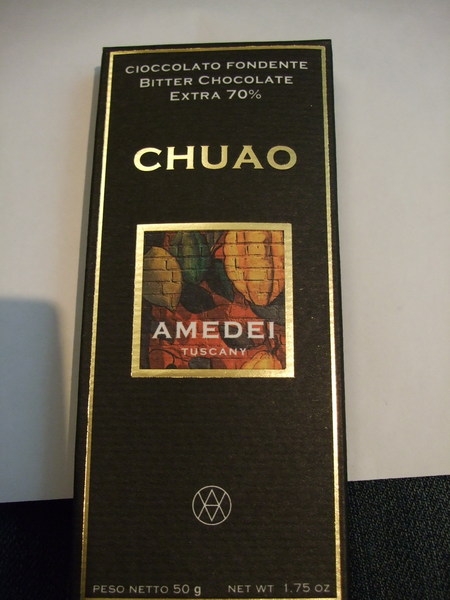 CIOCCOLATO FONDENTE
BITTER CHOCOLATE
EXTRA 70%
CHUAO
AMEDEI
TUSCANY
PESO NETTO 50 g NET WT 1.75 OZ